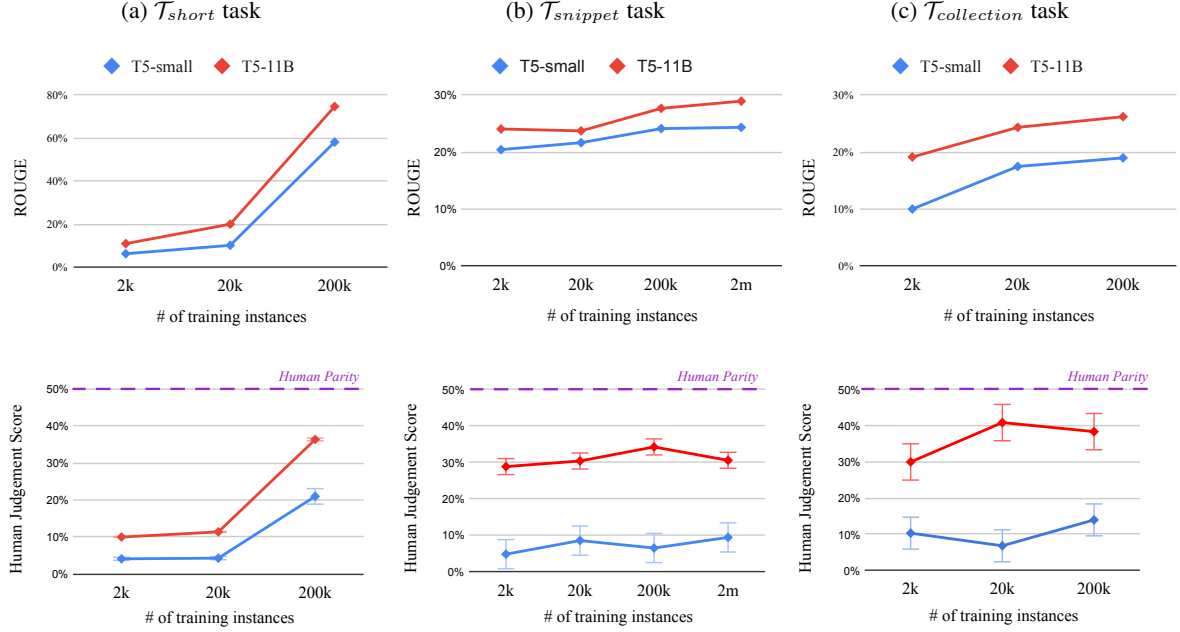 (a) 𝒯short task
T5-small T5-11B
80%
60%
40%
20%
0%
ROUGE
2k 20k 200k
# of training instances
(b) 𝒯snippet task
T5-small T5-11B
30%
20%
10%
0%
ROUGE
2k 20k 200k 2m
# of training instances
(c) 𝒯collection task
T5-small T5-11B
30%
20%
10%
0%
ROUGE
2k 20k 200k
# of training instances
Human Parity
50%
40%
30%
20%
10%
0%
Human Judgement Score
2k 20k 200k
# of training instances
Human Parity
50%
40%
30%
20%
10%
0%
Human Judgement Score
2k 20k 200k 2m
# of training instances
Human Parity
50%
40%
30%
20%
10%
0%
Human Judgement Score
2k 20k 200k
# of training instances